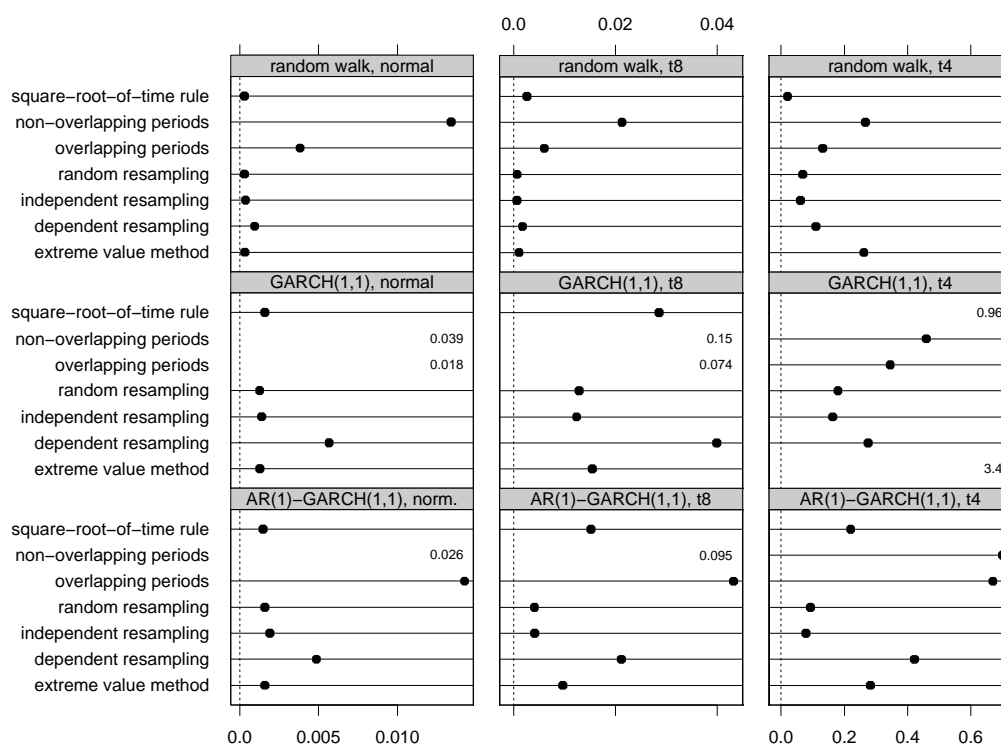 0.0 0.02 0.04
random walk, normal random walk, t8 random walk, t4
square−root−of−time rule
non−overlapping periods
overlapping periods
random resampling
independent resampling
dependent resampling
extreme value method
GARCH(1,1), normal GARCH(1,1), t8 GARCH(1,1), t4
square−root−of−time rule 0.96
non−overlapping periods 0.039 0.15
overlapping periods 0.018 0.074
random resampling
independent resampling
dependent resampling
extreme value method 3.4
AR(1)−GARCH(1,1), norm. AR(1)−GARCH(1,1), t8 AR(1)−GARCH(1,1), t4
square−root−of−time rule
non−overlapping periods 0.026 0.095
overlapping periods
random resampling
independent resampling
dependent resampling
extreme value method
0.0 0.005 0.010 0.0 0.2 0.4 0.6